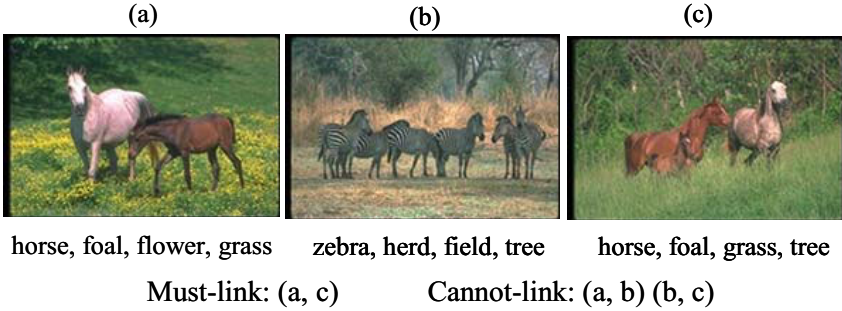 (a) (b) (c)
horse, foal, flower, grass zebra, herd, field, tree horse, foal, grass, tree
Must-link: (a, c) Cannot-link: (a, b) (b, c)